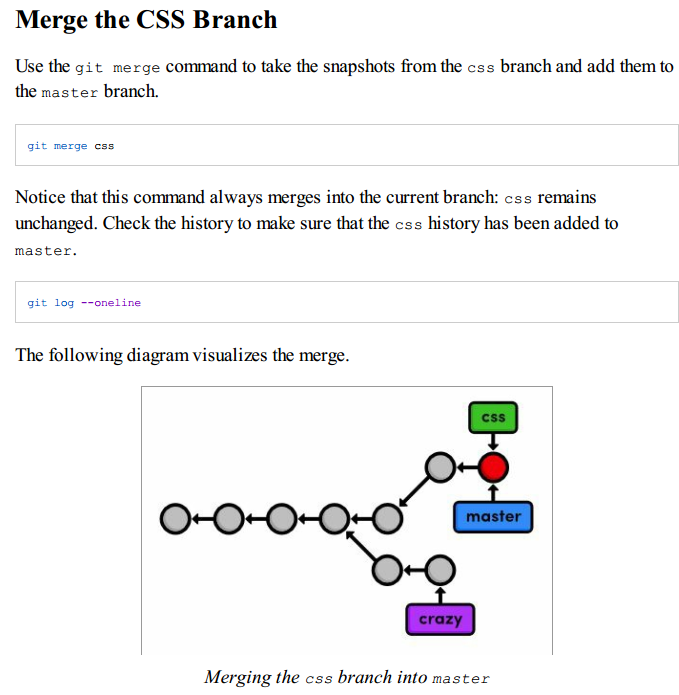 Merge the CSS Branch
Use the git merge command to take the snapshots from the css branch and add them to
the master branch.
git merge css
Notice that this command always merges into the current branch: css remains
unchanged. Check the history to make sure that the css history has been added to
master.
git log --oneline
The following diagram visualizes the merge.
css
master
crazy
Merging the css branch into master